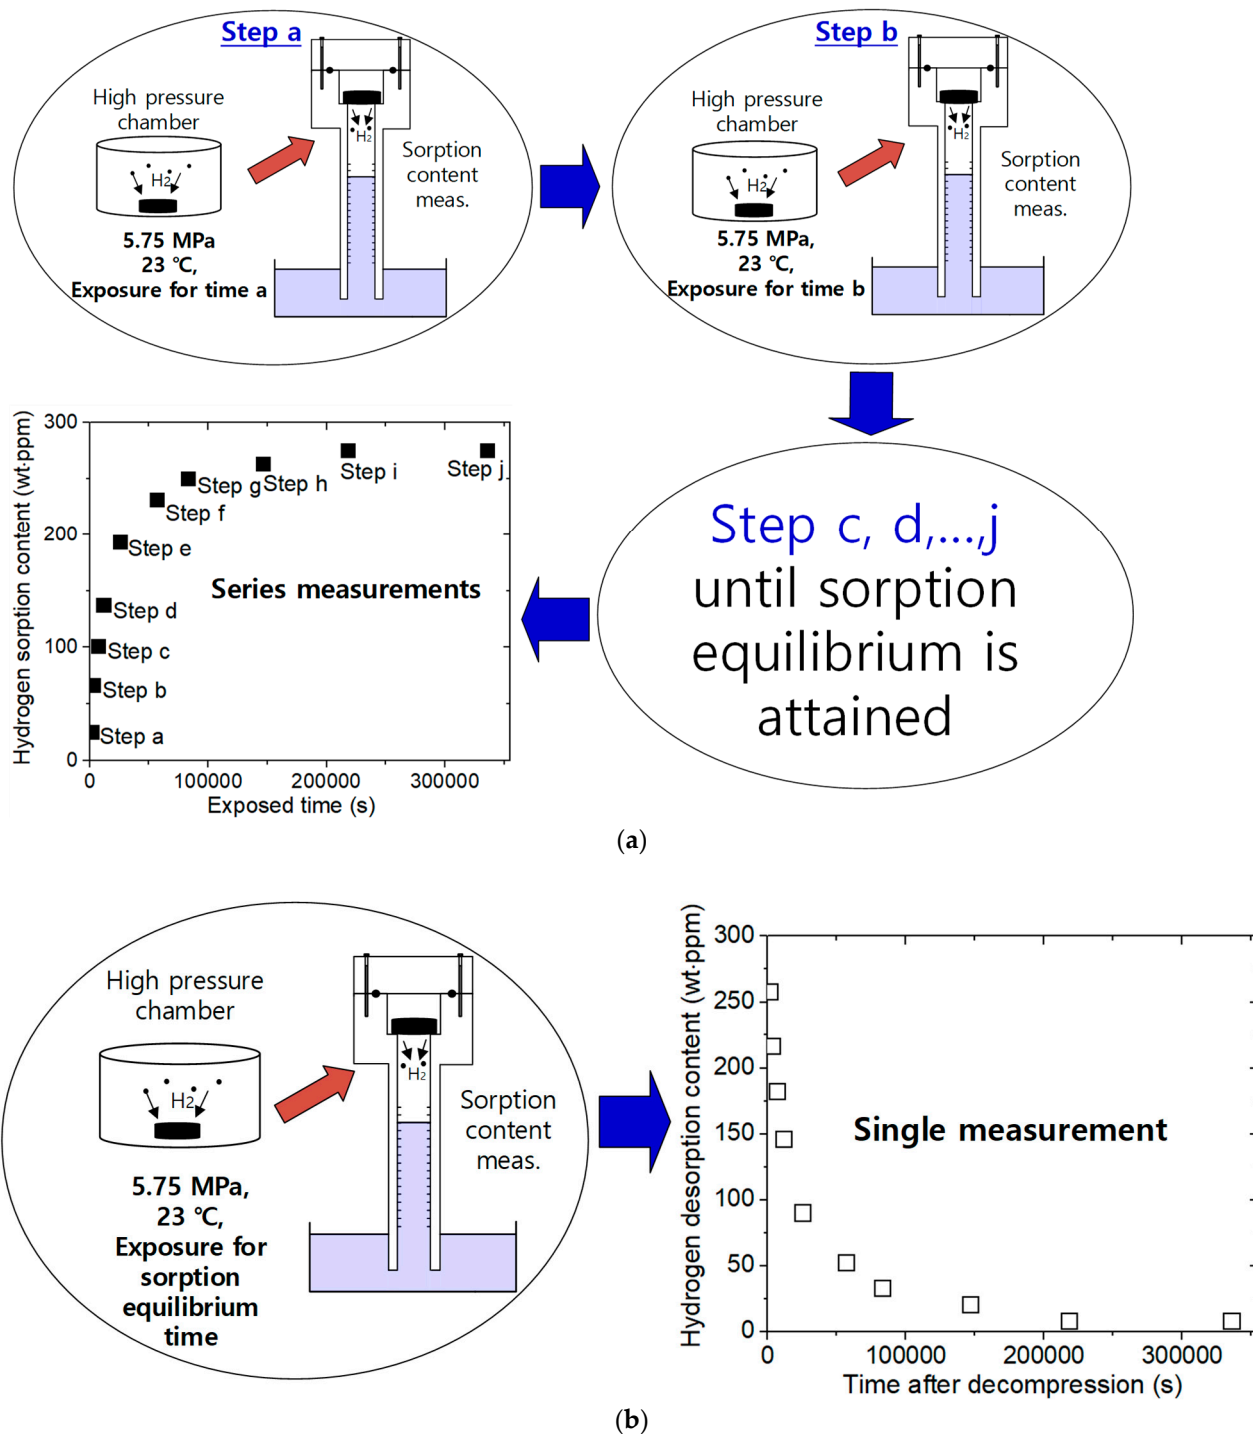 Step a
High pressure
chamber
H2
H2
Sorption
content
meas.
5.75 MPa
23 ℃,
Exposure for time a
Step b
High pressure
chamber
H2
H2
Sorption
content
meas.
5.75 MPa,
23 ℃,
Exposure for time b
Step c, d,...,j
until sorption
equilibrium is
attained
Hydrogen sorption content (wt·ppm)
300
200
100
0
Step a
Step b
Step c
Step d
Step e
Step f
Step g
Step h
Step i
Step j
Series measurements
0
100000
200000
300000
Exposed time (s)
(a)
High pressure
chamber
H2
H2
Sorption
content
meas.
5.75 MPa,
23 ℃,
Exposure for
sorption
equilibrium
time
Hydrogen desorption content (wt·ppm)
300
250
200
150
100
50
0
Single measurement
0
100000
200000
300000
Time after decompression (s)
(b)